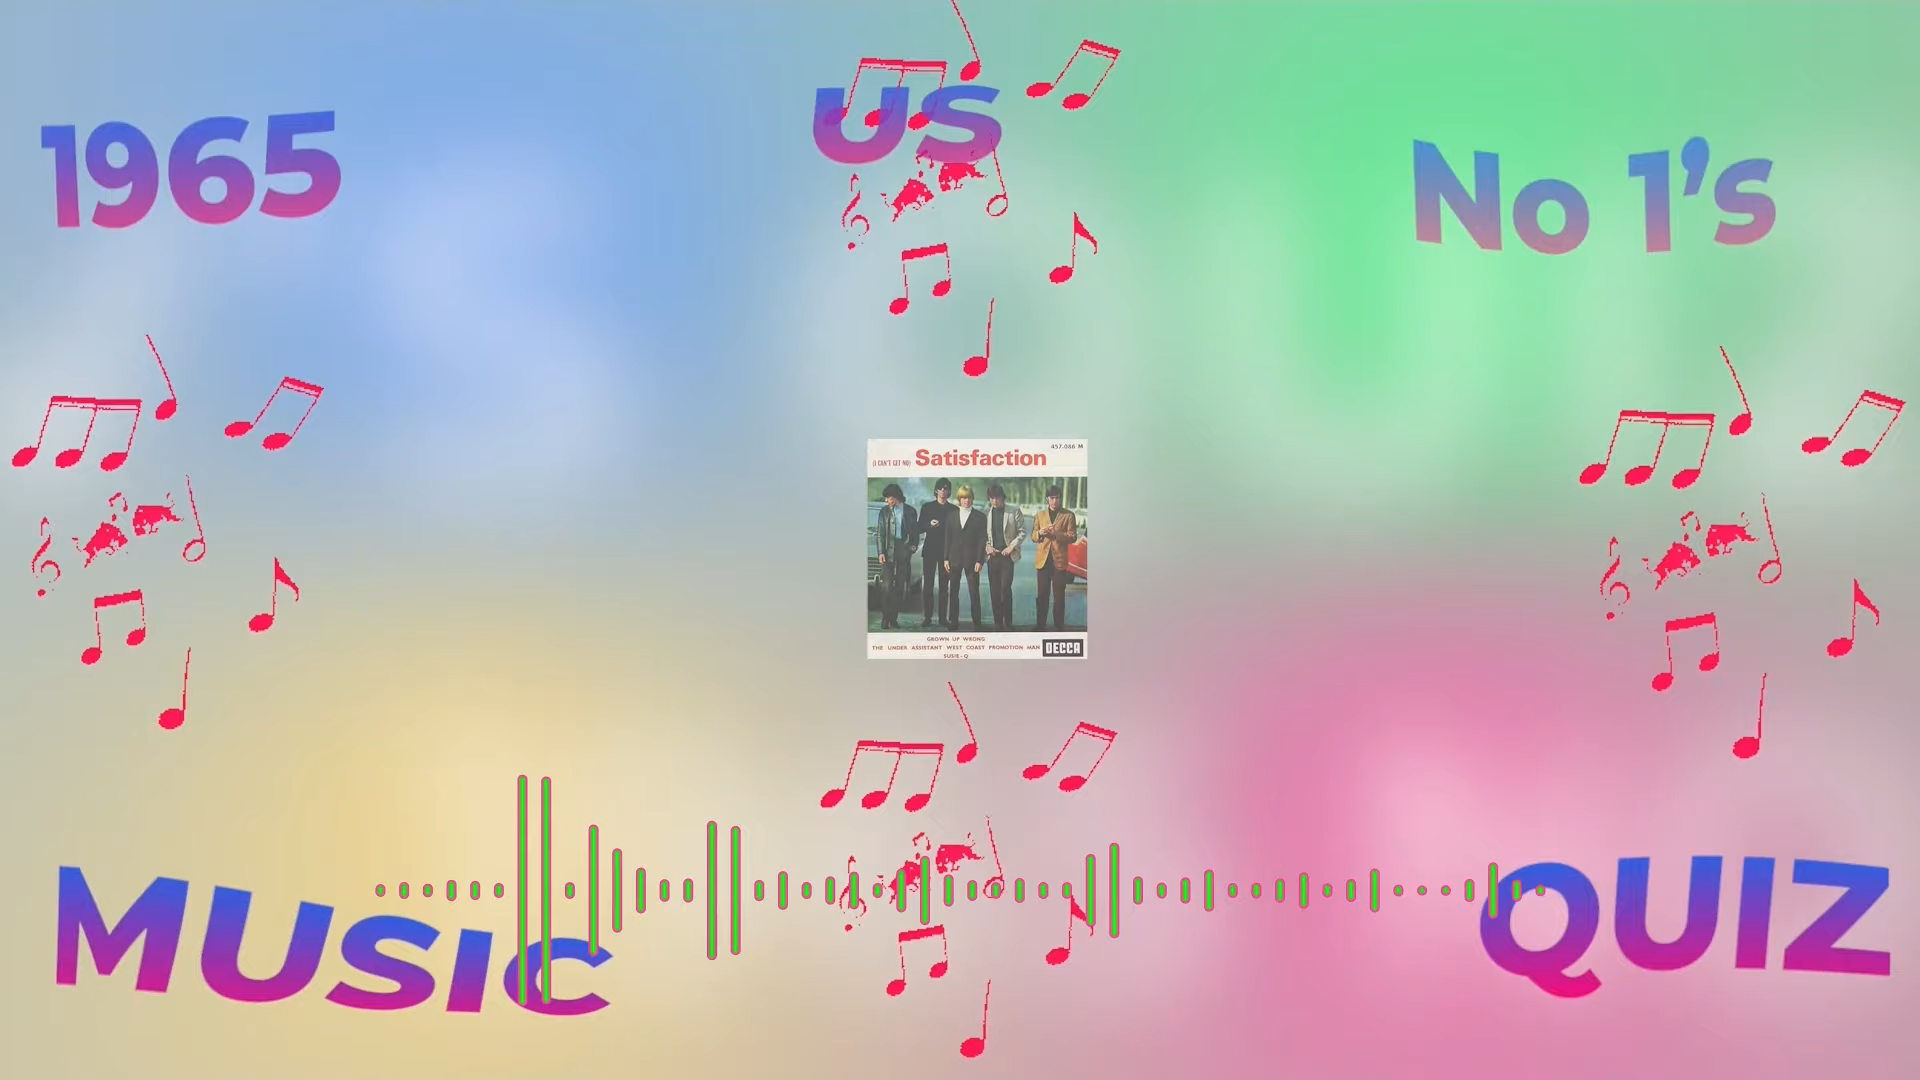 1965
US
No 1's
457.066 M
(I CAN'T GET NO) Satisfaction
GROWN UP WRONG
THE UNDER ASSISTANT WEST COAST PROMOTION MAN
SUSIE-Q
DECCA
MUSIC
QUIZ